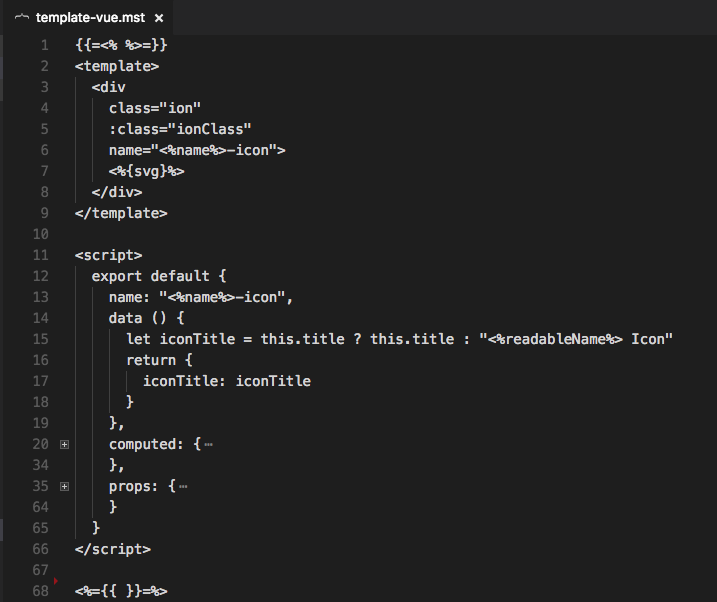 template-vue.mst ×
1 {{=<% %>=}}
2 <template>
3 <div
4 class="ion"
5 :class="ionClass"
6 name="<%name%>-icon">
7 <%{svg}%>
8 </div>
9 </template>
10
11 <script>
12 export default {
13 name: "<%name%>-icon",
14 data () {
15 let iconTitle = this.title ? this.title : "<%readableName%> Icon"
16 return {
17 iconTitle: iconTitle
18 }
19 },
20 computed: {⋯
34 },
35 props: {⋯
64 }
65 }
66 </script>
67
68 <%={{ }}=%>